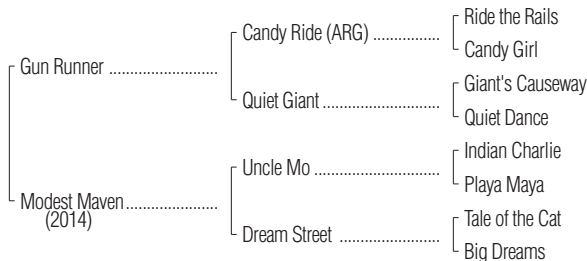 Ride the Rails
Candy Ride (ARG)
Candy Girl
Gun Runner
Giant's Causeway
Quiet Giant
Quiet Dance
Indian Charlie
Uncle Mo
Playa Maya
Modest Maven
(2014)
Tale of the Cat
Dream Street
Big Dreams